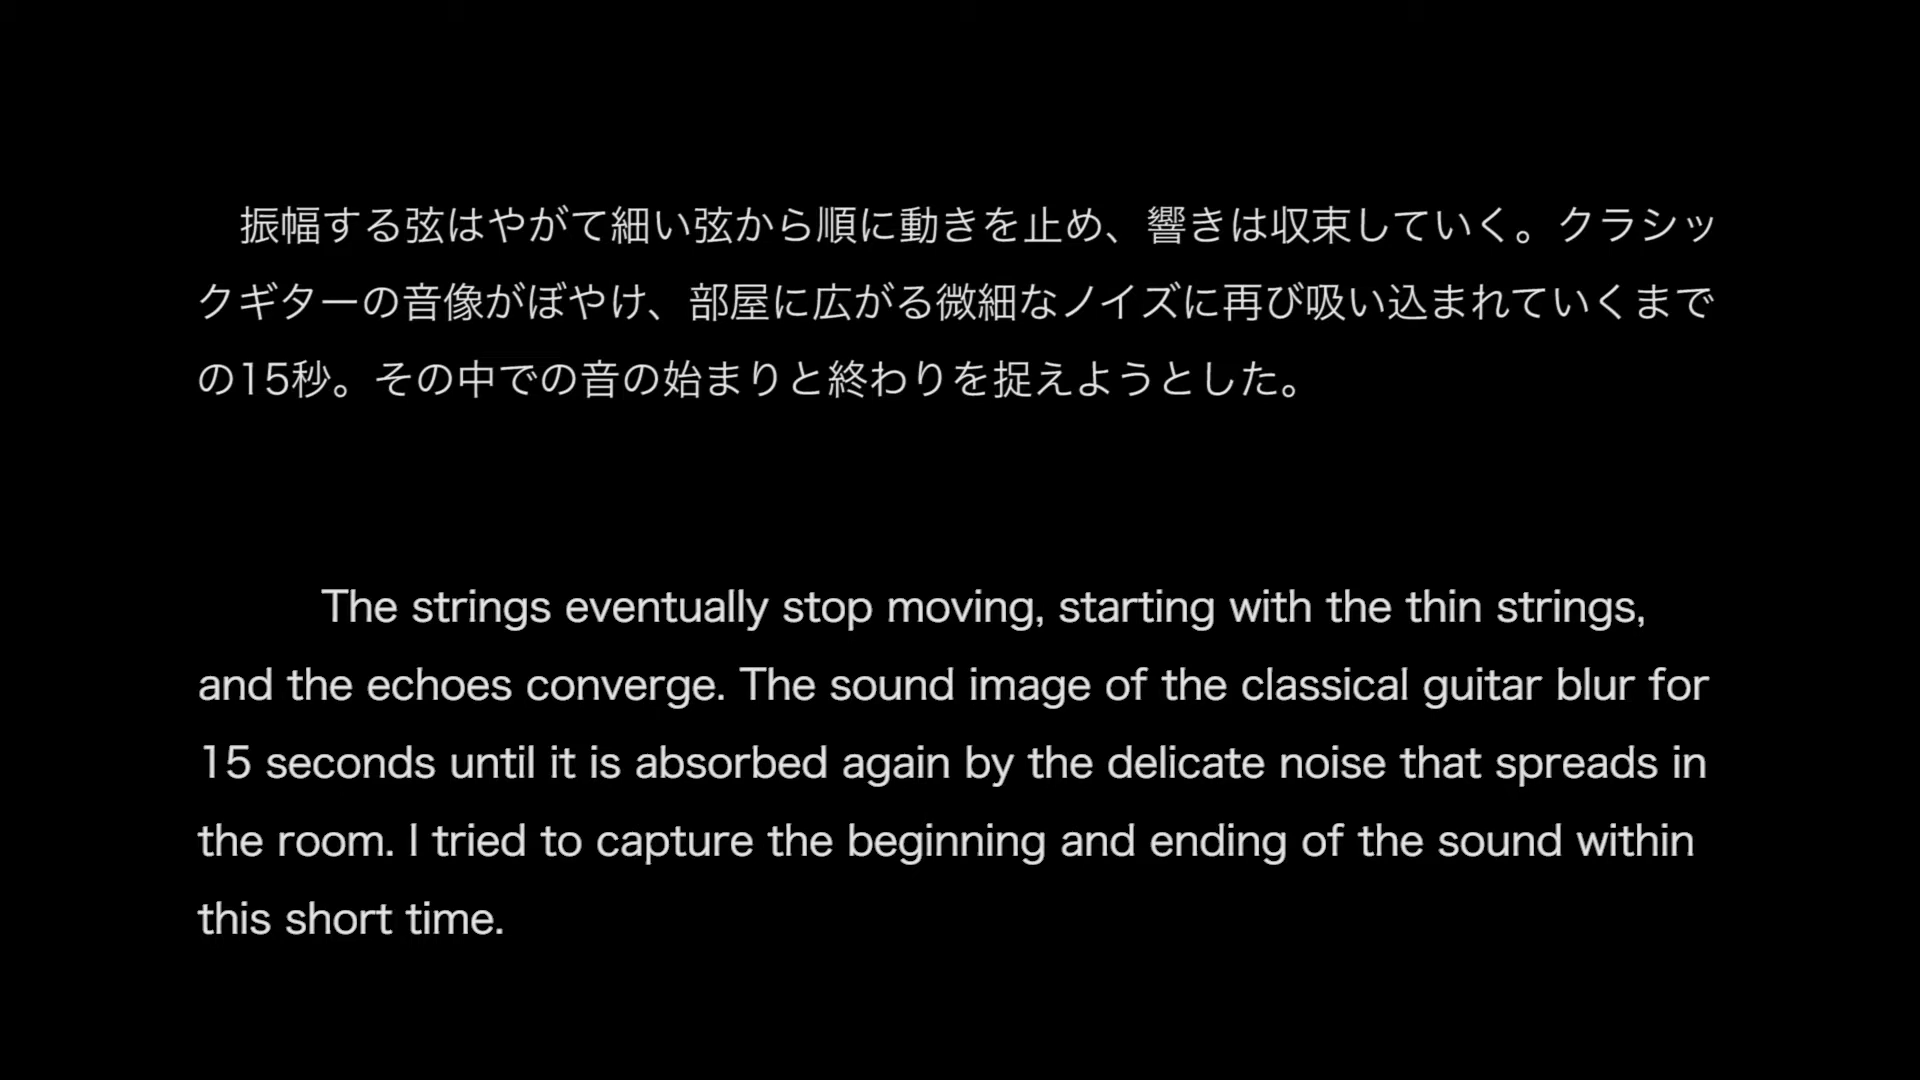 振幅する弦はやがて細い弦から順に動きを止め、響きは収束していく。クラシッ
クギターの音像がぼやけ、部屋に広がる微細なノイズに再び吸い込まれていくまで
の15秒。その中での音の始まりと終わりを捉えようとした。
The strings eventually stop moving, starting with the thin strings,
and the echoes converge. The sound image of the classical guitar blur for
15 seconds until it is absorbed again by the delicate noise that spreads in
the room. I tried to capture the beginning and ending of the sound within
this short time.